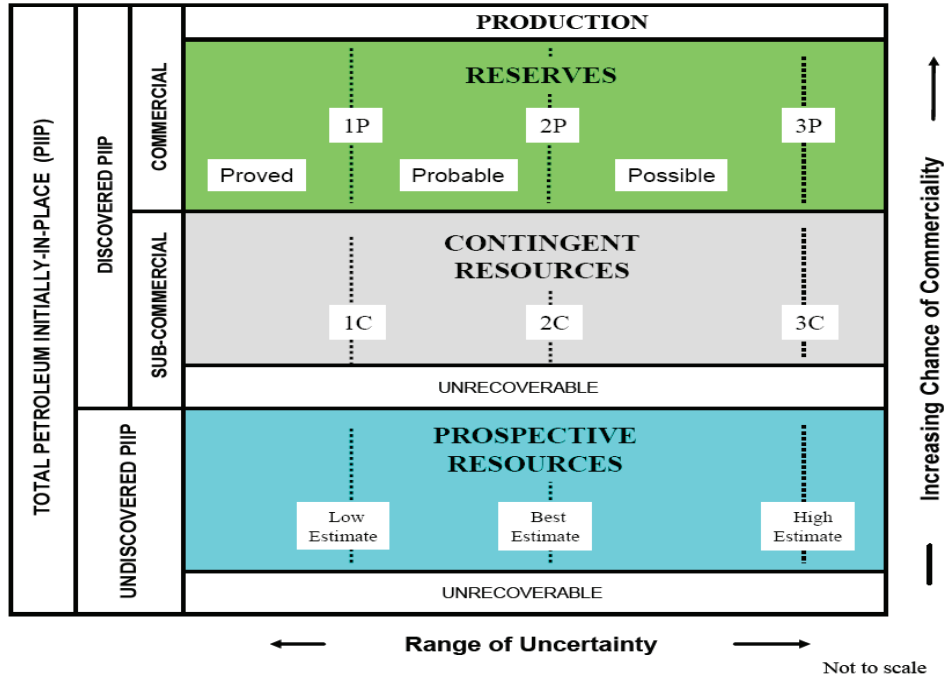 PRODUCTION
RESERVES
1P
2P
3P
Proved
Probable
Possible
CONTINGENT
RESOURCES
1C
2C
3C
UNRECOVERABLE
PROSPECTIVE
RESOURCES
Low
Estimate
Best
Estimate
High
Estimate
UNRECOVERABLE
TOTAL PETROLEUM INITIALLY-IN-PLACE (PIIP)
DISCOVERED PIIP
UNDISCOVERED PIIP
COMMERCIAL
SUB-COMMERCIAL
Increasing Chance of Commerciality
Range of Uncertainty
Not to scale